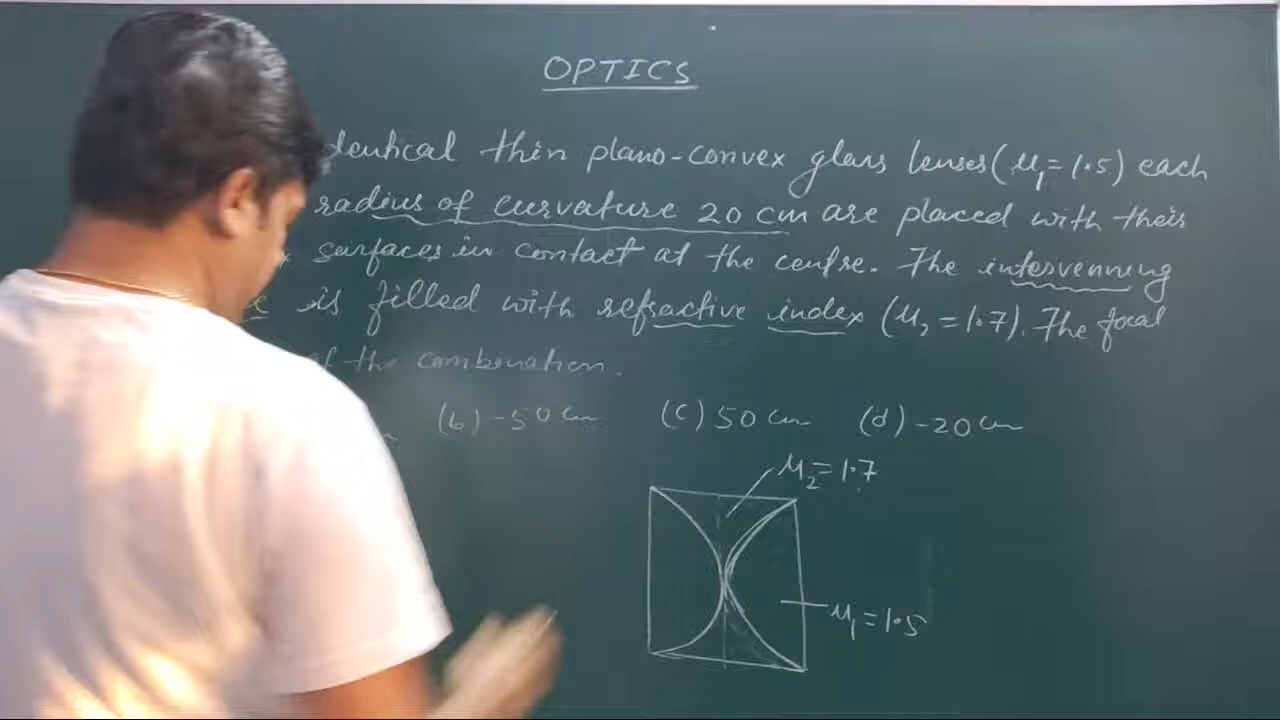 OPTICS
thin plano-convex glass lenses (μ₁ = 1.5) each
radius of curvature 20 cm are placed with their
surfaces in contact at the centre. The intervenning
is filled with refractive index (μ₂ = 1.7). The focal
of the combination.
(b) -50 cm (c) 50 cm (d) -20 cm
μ₂ = 1.7
μ₁ = 1.5